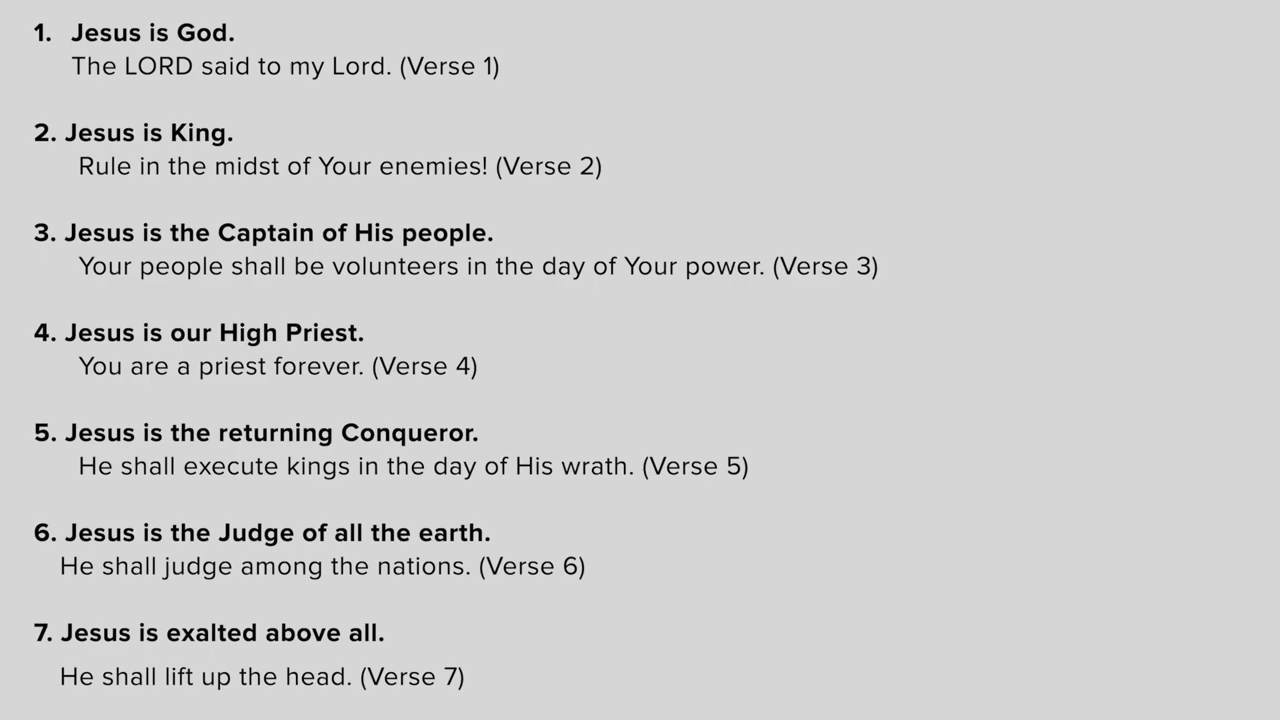 1. Jesus is God.
The LORD said to my Lord. (Verse 1)
2. Jesus is King.
Rule in the midst of Your enemies! (Verse 2)
3. Jesus is the Captain of His people.
Your people shall be volunteers in the day of Your power. (Verse 3)
4. Jesus is our High Priest.
You are a priest forever. (Verse 4)
5. Jesus is the returning Conqueror.
He shall execute kings in the day of His wrath. (Verse 5)
6. Jesus is the Judge of all the earth.
He shall judge among the nations. (Verse 6)
7. Jesus is exalted above all.
He shall lift up the head. (Verse 7)